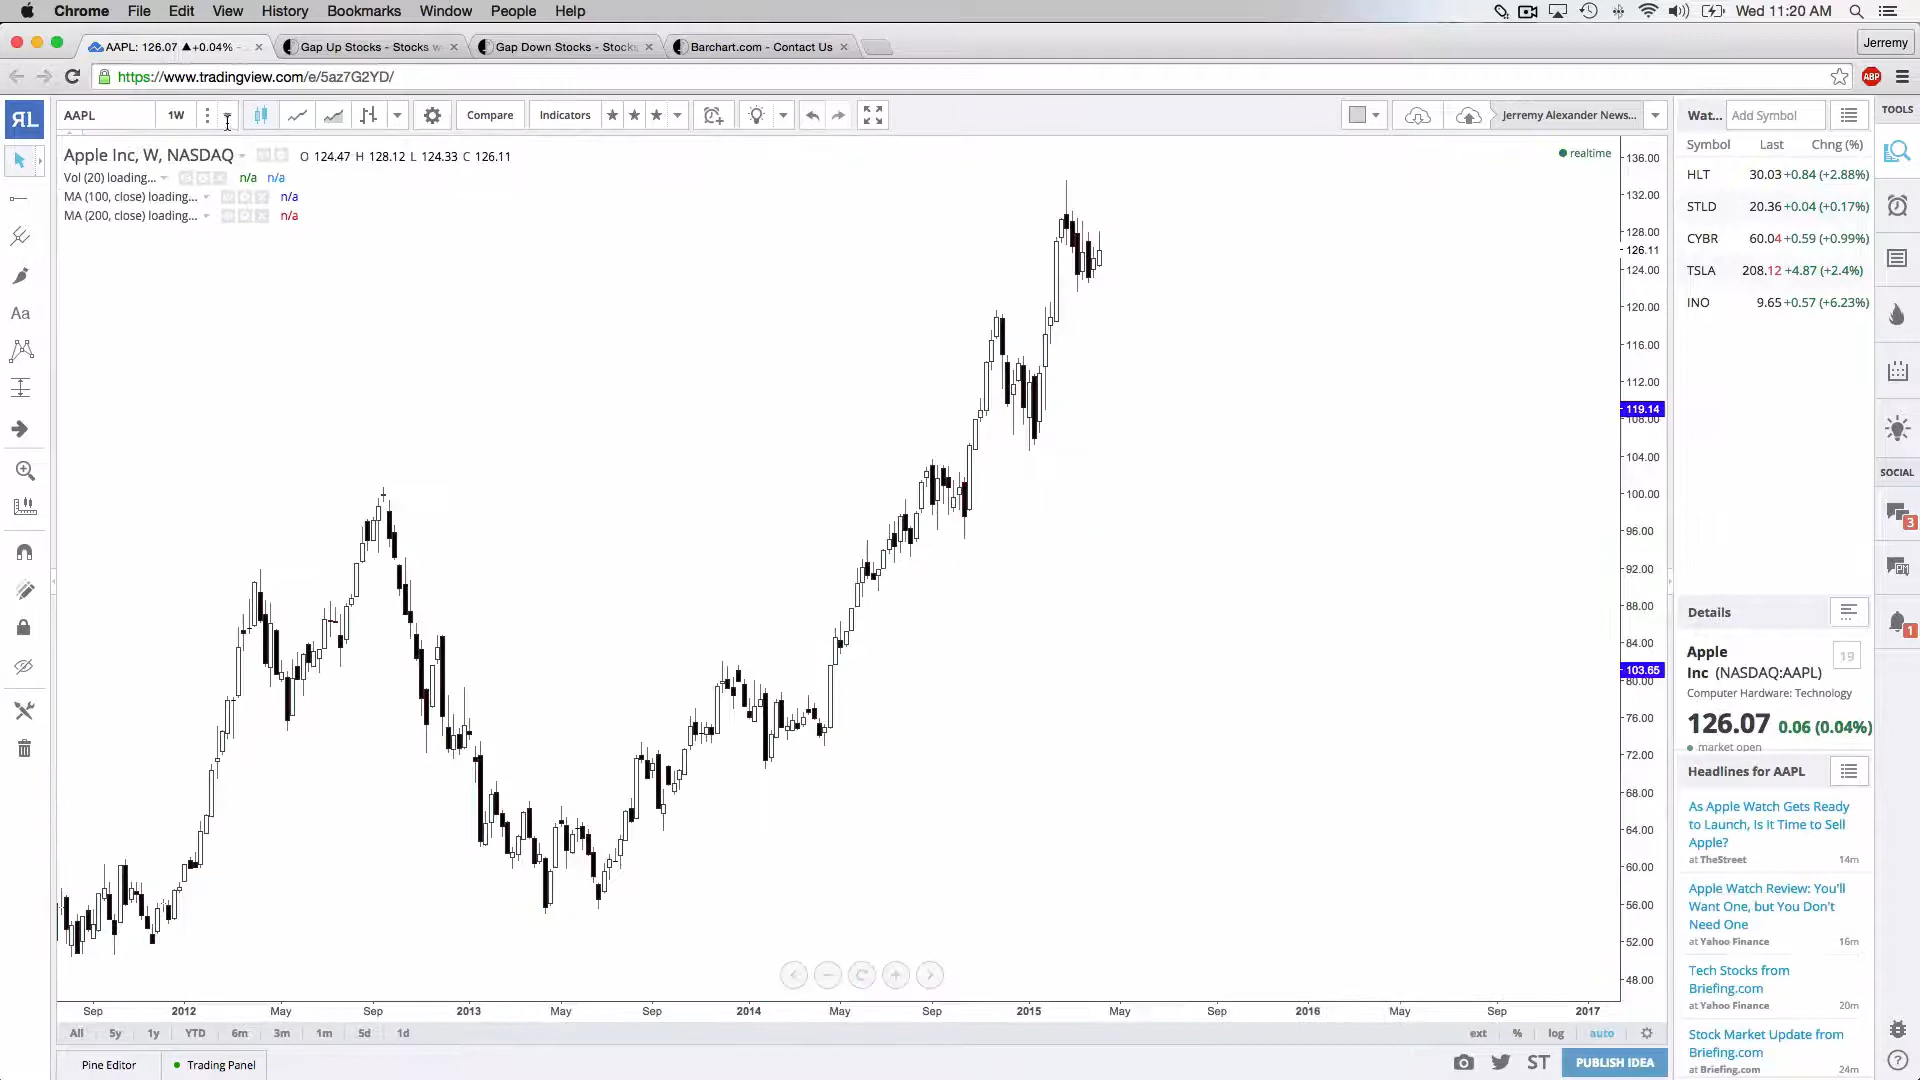 Chrome File Edit View History Bookmarks Window People Help Wed 11:20 AM
AAPL: 126.07 ▲+0.04% - Gap Up Stocks - Stocks w Gap Down Stocks - Stocks Barchart.com - Contact Us Jerremy
https://www.tradingview.com/e/5az7G2YD/ ABP
AAPL 1W Compare Indicators Jerremy Alexander News...
Apple Inc, W, NASDAQ O 124.47 H 128.12 L 124.33 C 126.11
Vol (20) loading... n/a n/a
MA (100, close) loading... n/a
MA (200, close) loading... n/a
realtime
Aa
136.00
132.00
128.00
126.11
124.00
120.00
116.00
112.00
119.14
108.00
104.00
100.00
96.00
92.00
88.00
84.00
103.65
80.00
76.00
72.00
68.00
64.00
60.00
56.00
52.00
48.00
Sep 2012 May Sep 2013 May Sep 2014 May Sep 2015 May Sep 2016 May Sep 2017
All 5y 1y YTD 6m 3m 1m 5d 1d ext % log auto
Pine Editor Trading Panel ST PUBLISH IDEA
Wat... Add Symbol
Symbol Last Chng (%)
HLT 30.03 +0.84 (+2.88%)
STLD 20.36 +0.04 (+0.17%)
CYBR 60.04 +0.59 (+0.99%)
TSLA 208.12 +4.87 (+2.4%)
INO 9.65 +0.57 (+6.23%)
Details
Apple
Inc (NASDAQ:AAPL)
19
Computer Hardware: Technology
126.07 0.06 (0.04%)
market open
Headlines for AAPL
As Apple Watch Gets Ready
to Launch, Is It Time to Sell
Apple?
at TheStreet 14m
Apple Watch Review: You'll
Want One, but You Don't
Need One
at Yahoo Finance 16m
Tech Stocks from
Briefing.com
at Yahoo Finance 20m
Stock Market Update from
Briefing.com
at Briefing.com 24m
TOOLS
SOCIAL
3
1